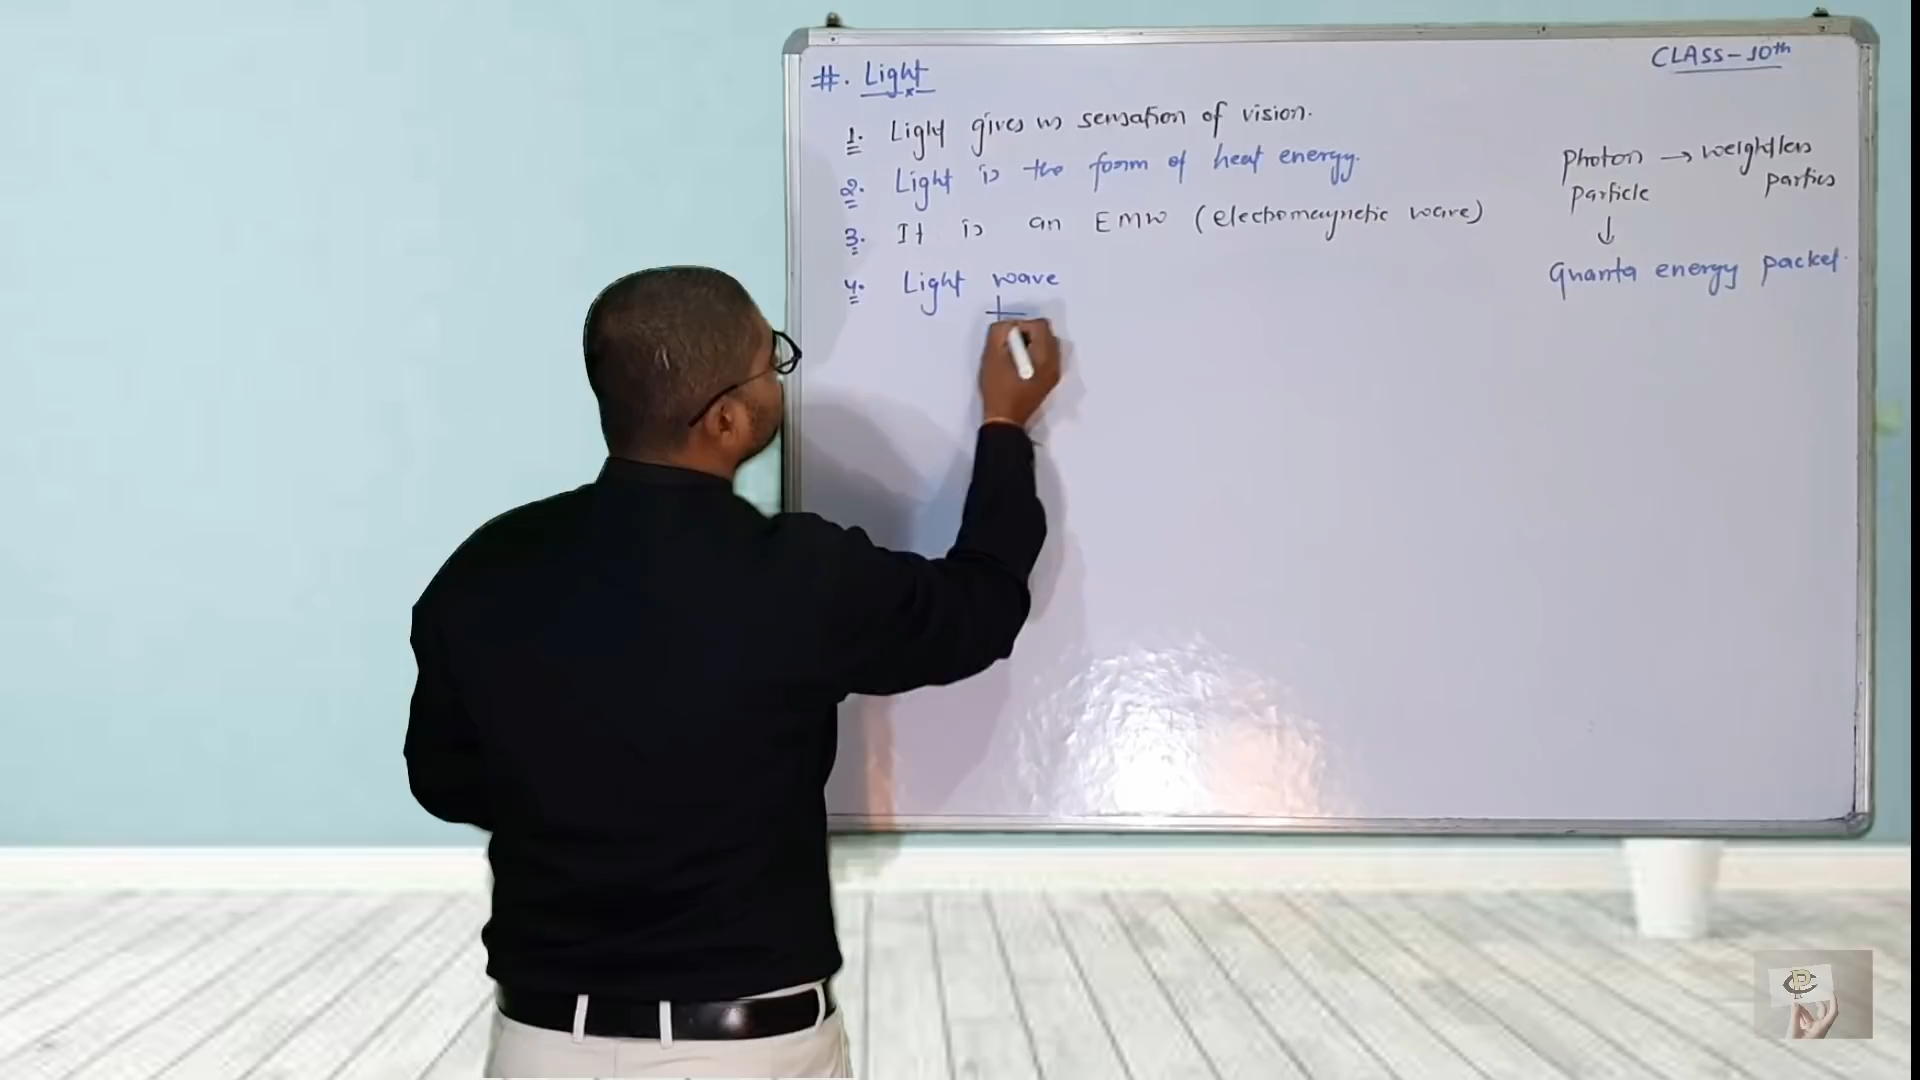 #. Light
CLASS-10th
1. Light gives us sensation of vision.
2. Light is the form of heat energy.
3. It is an EMW (electromagnetic wave)
4. Light wave
Photon → weightless
particle
particle
↓
Quanta energy packet.